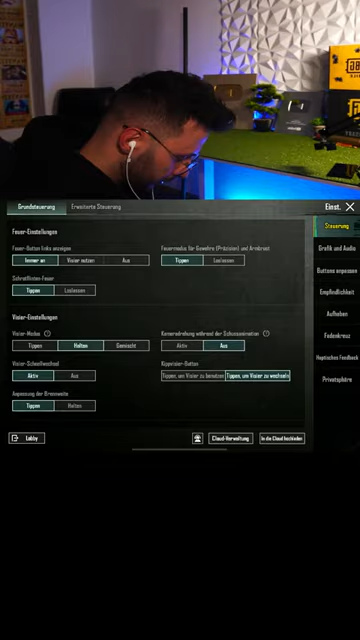 Grundsteuerung Erweiterte Steuerung Einst.
Feuer-Einstellungen
Steuerung
Feuer-Button links anzeigen Feuermodus für Gewehre (Präzision) und Armbrust
Grafik und Audio
Immer an Visier nutzen Aus Tippen Loslassen
Buttons anpassen
Schrotflinten-Feuer
Tippen Loslassen
Empfindlichkeit
Visier-Einstellungen
Aufheben
Visier-Modus Kameradrehung während der Schussanimation
Fadenkreuz
Tippen Halten Gemischt Aktiv Aus
Haptisches Feedback
Visier-Schnellwechsel Kippvisier-Button
Aktiv Aus Tippen, um Visier zu benutzen Tippen, um Visier zu wechseln
Privatsphäre
Anpassung der Brennweite
Tippen Halten
Lobby Cloud-Verwaltung In die Cloud hochladen